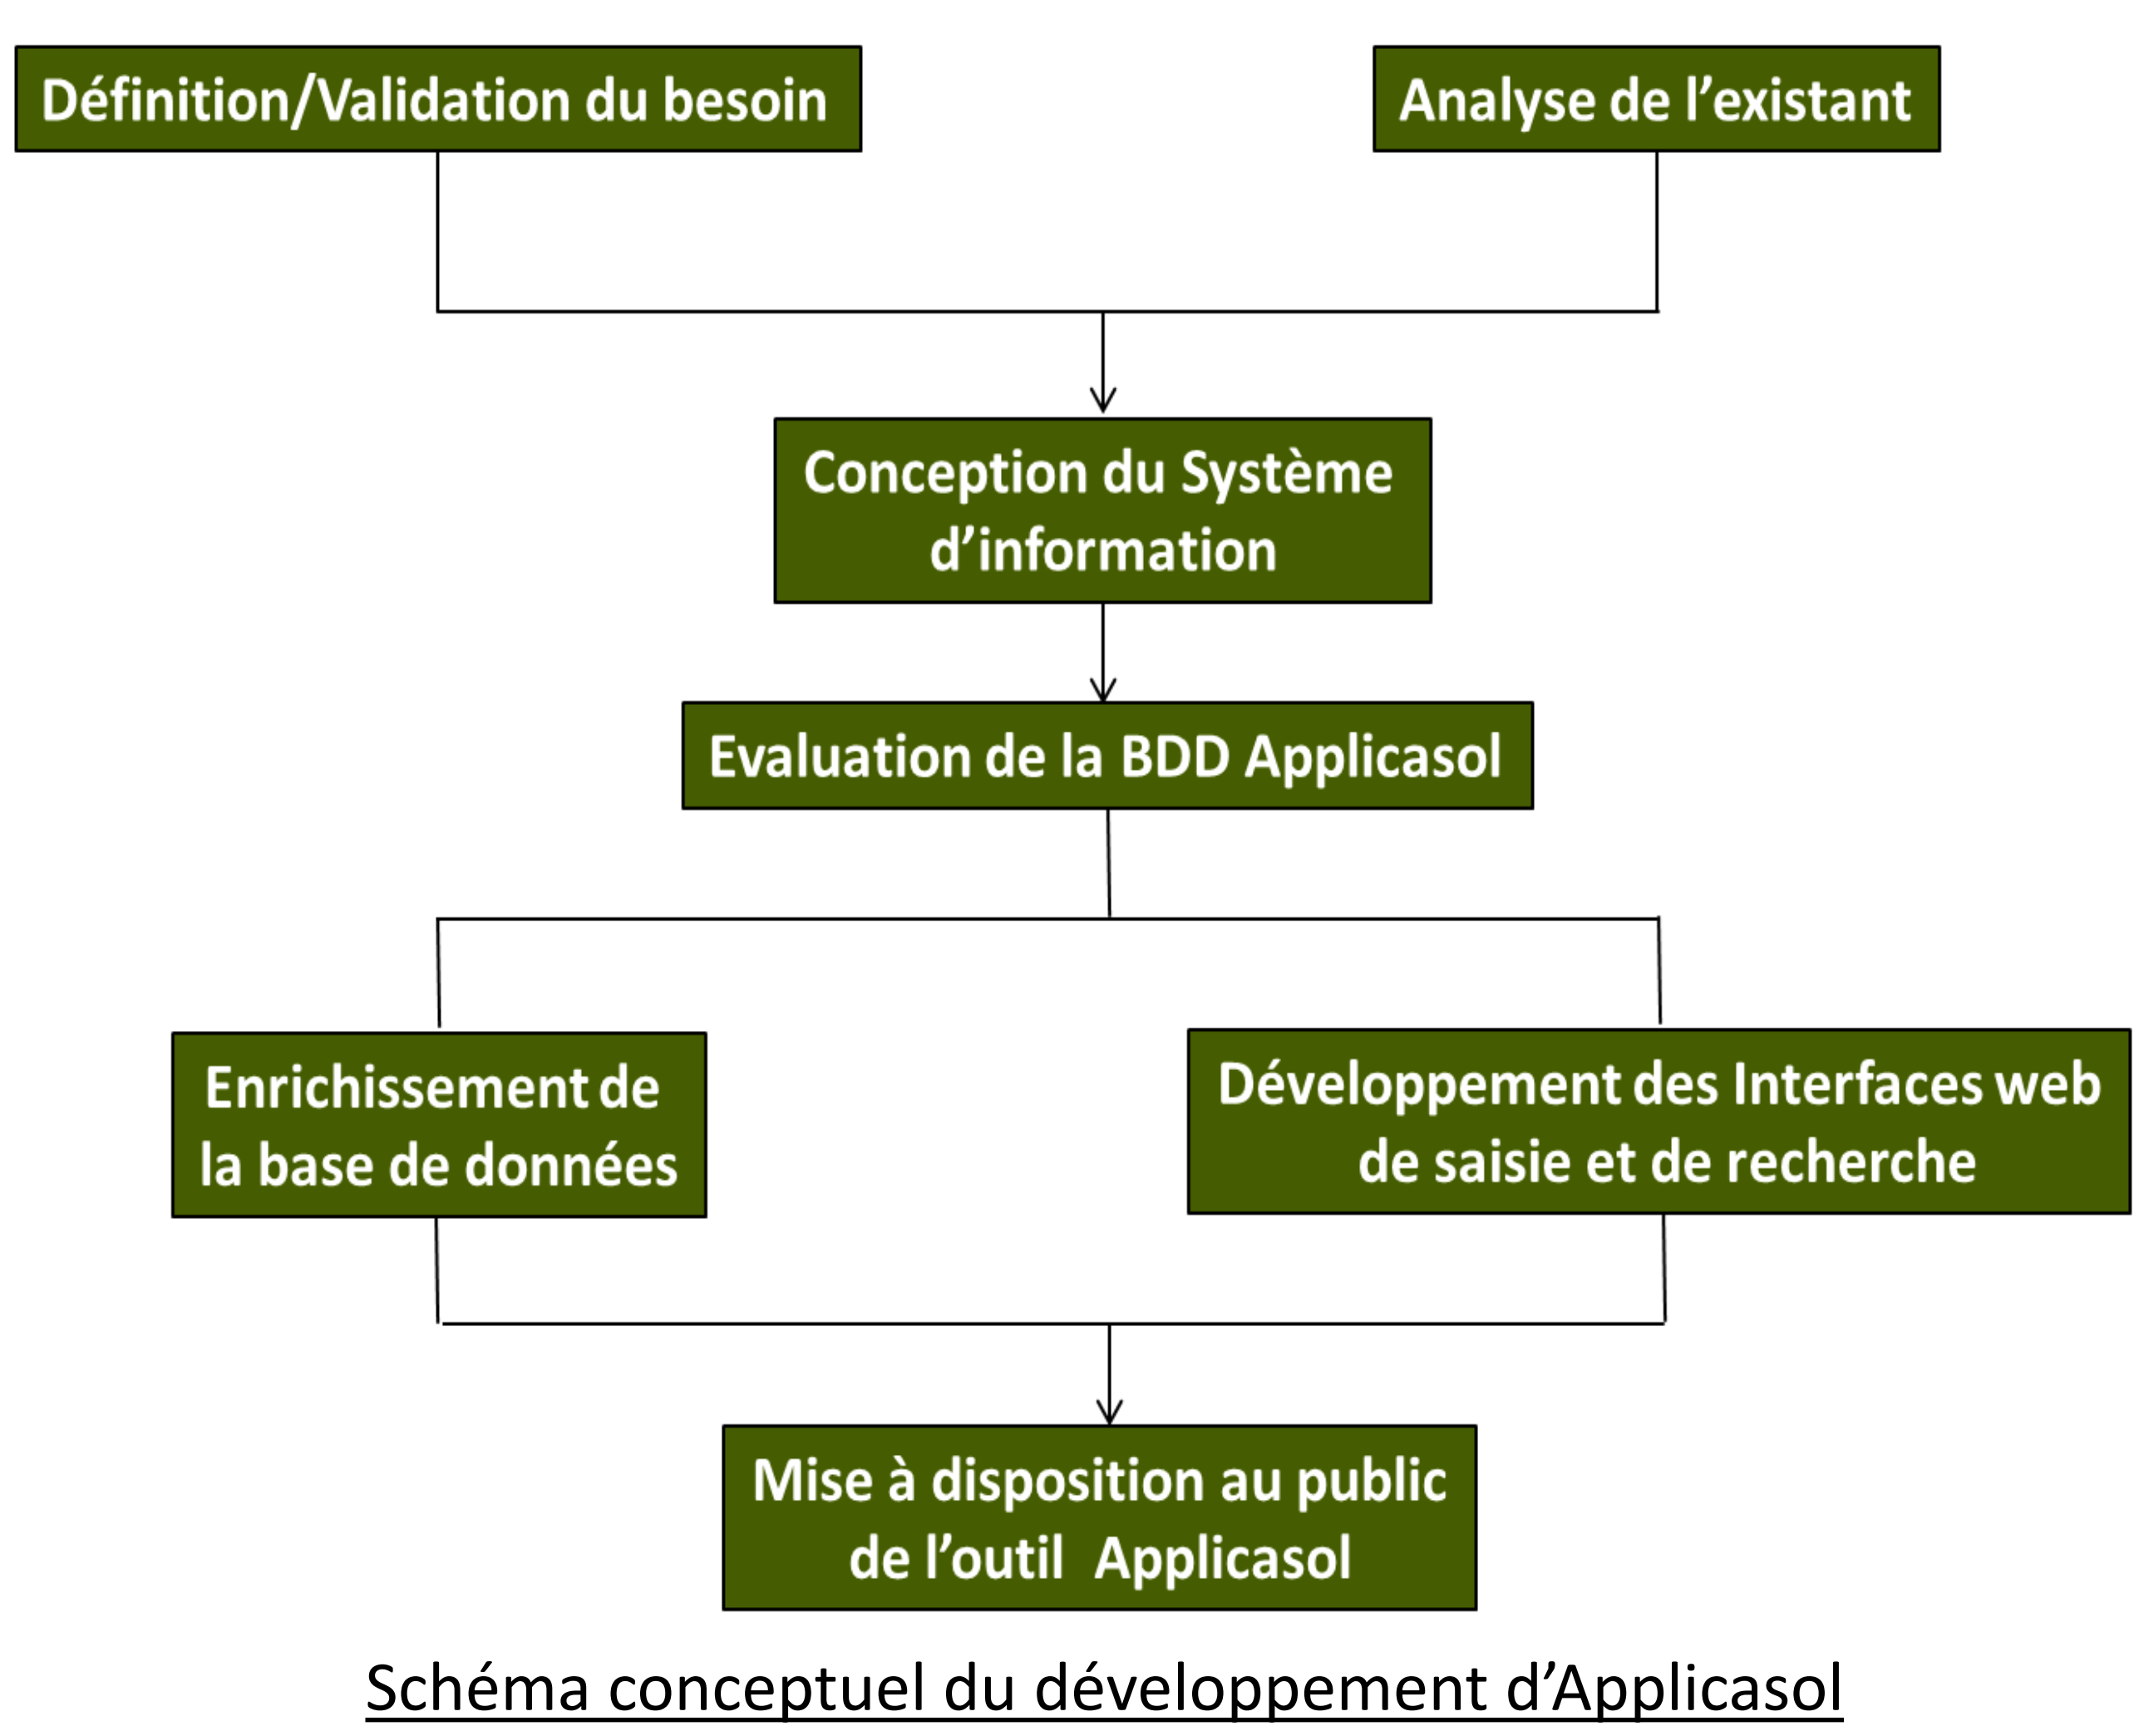 Définition/Validation du besoin
Analyse de l’existant
Conception du Système
d’information
Evaluation de la BDD Applicasol
Enrichissement de
la base de données
Développement des Interfaces web
de saisie et de recherche
Mise à disposition au public
de l’outil Applicasol
Schéma conceptuel du développement d’Applicasol